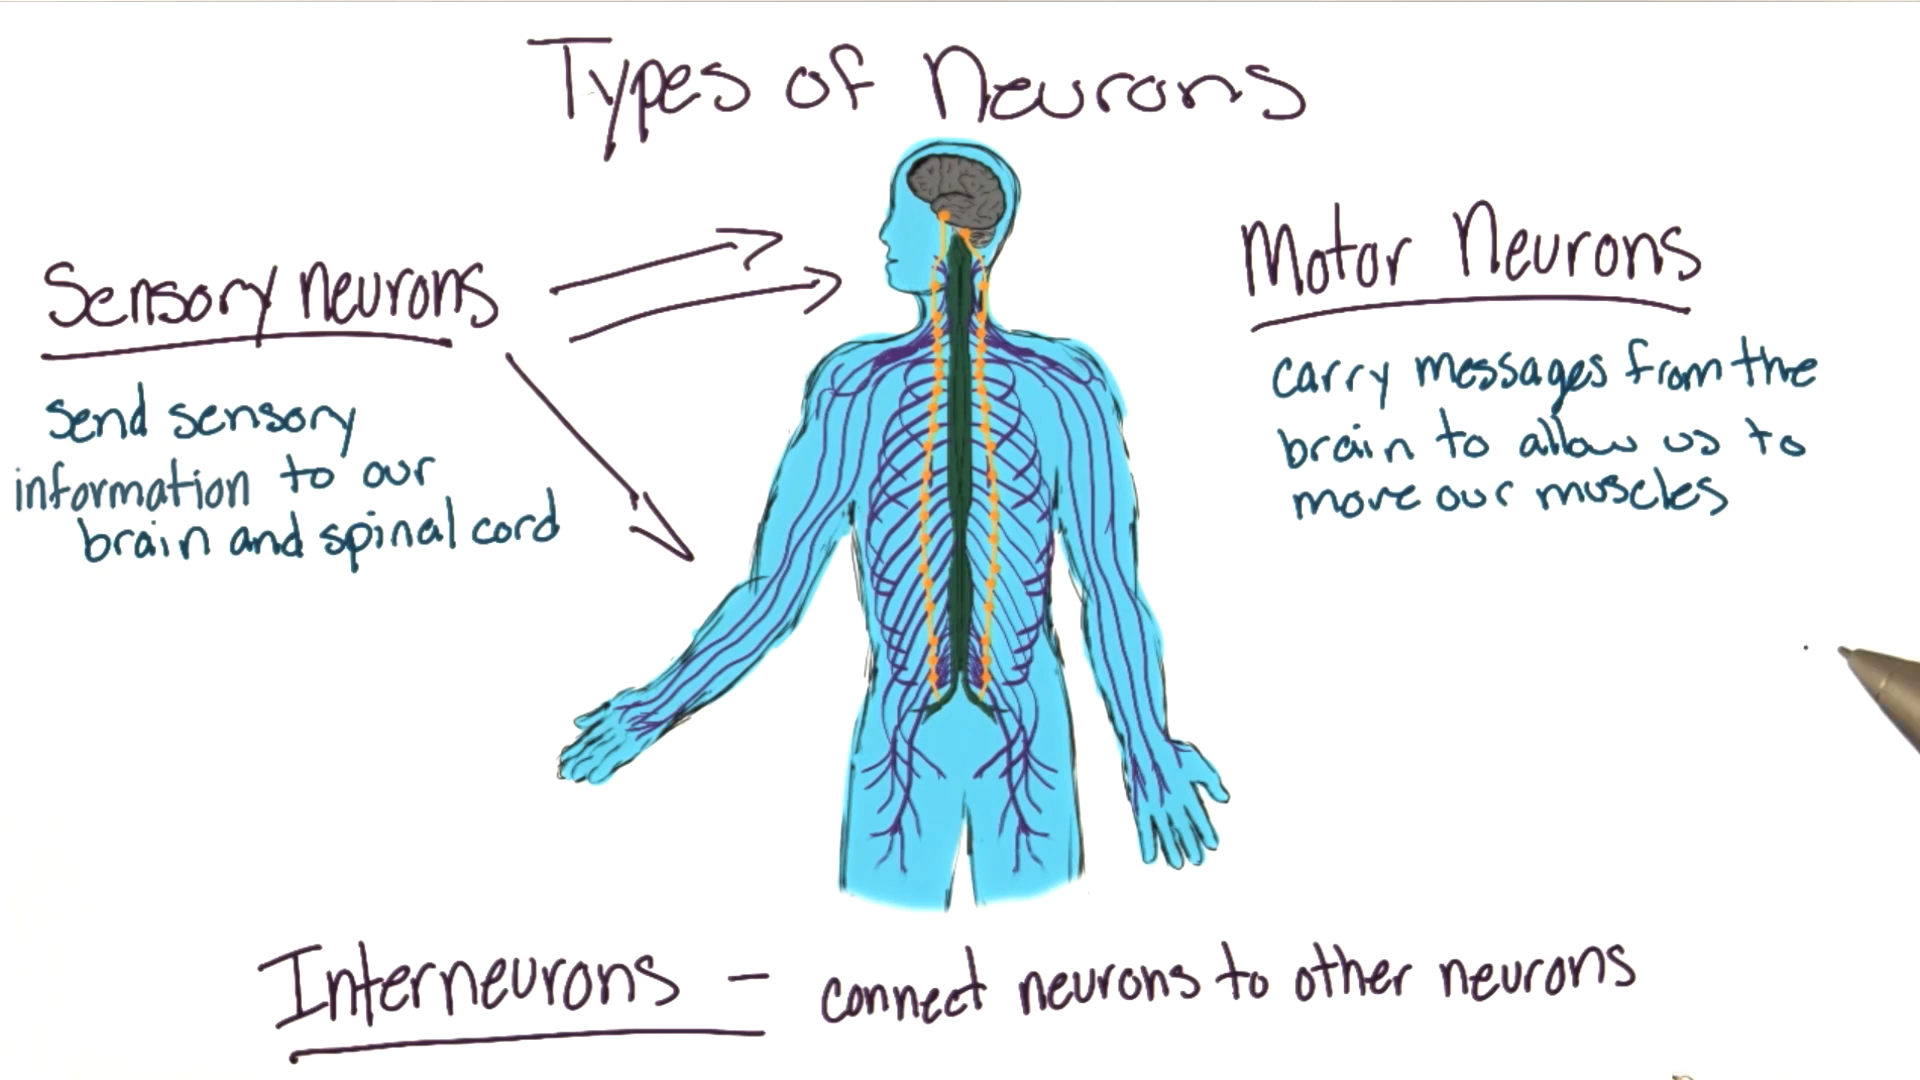 Types of Neurons
Sensory neurons
send sensory
information to our
brain and spinal cord
Motor Neurons
carry messages from the
brain to allow us to
move our muscles
Interneurons - connect neurons to other neurons